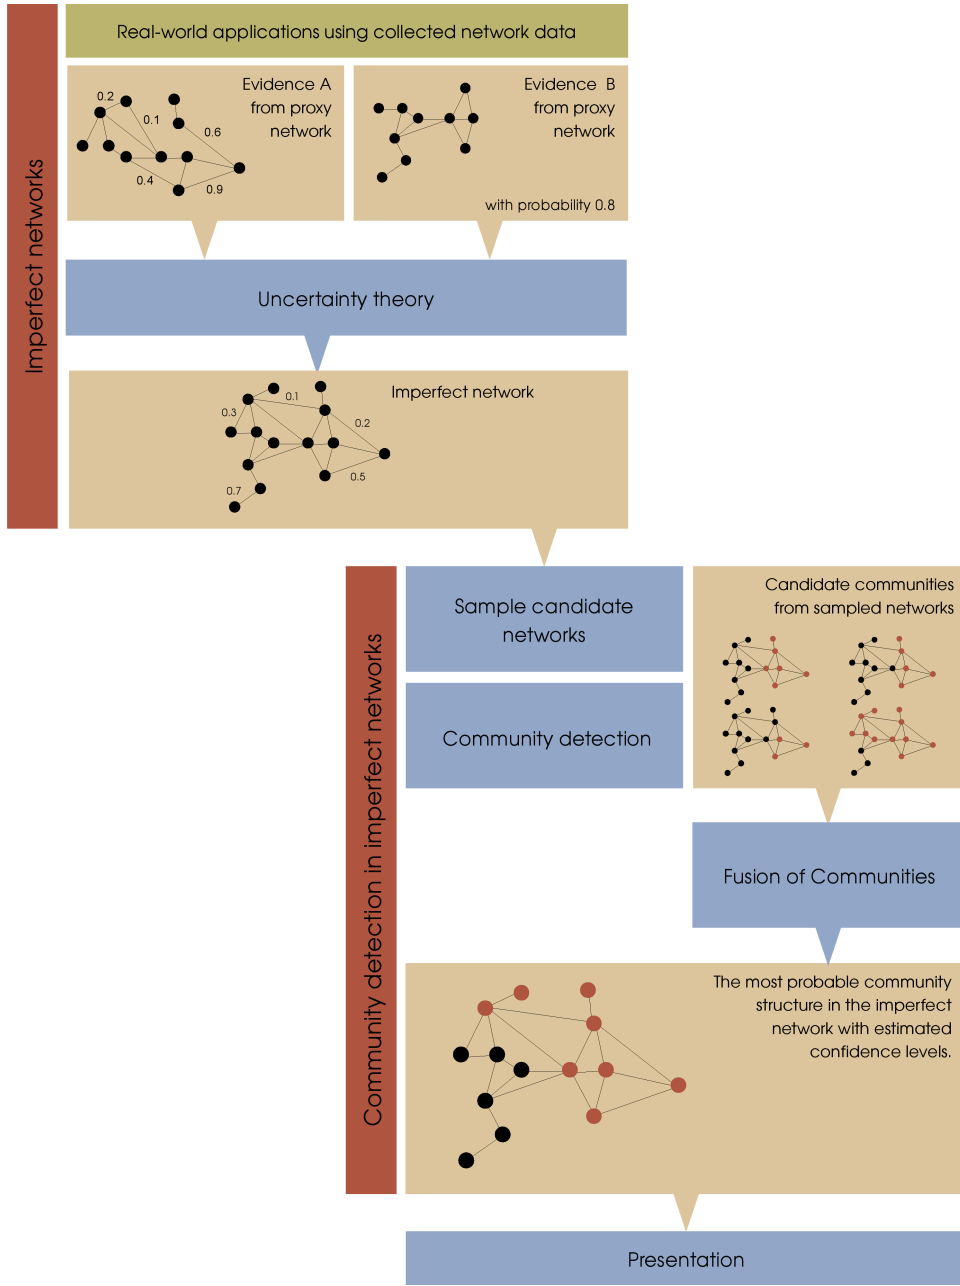 Real-world applications using collected network data
Imperfect networks
Evidence A
from proxy
network
0.2
0.1
0.6
0.4
0.9
Evidence B
from proxy
network
with probability 0.8
Uncertainty theory
Imperfect network
0.1
0.3
0.2
0.5
0.7
Community detection in imperfect networks
Sample candidate
networks
Community detection
Candidate communities
from sampled networks
Fusion of Communities
The most probable community
structure in the imperfect
network with estimated
confidence levels.
Presentation